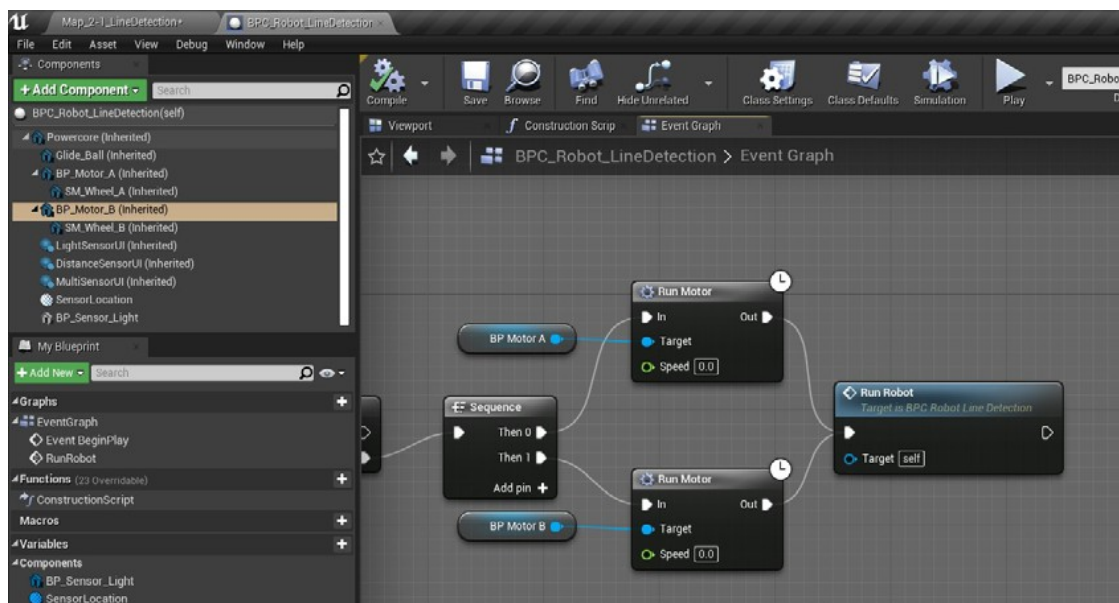 Map_2-1_LineDetection*
BPC_Robot_LineDetection
File Edit Asset View Debug Window Help
Components
+Add Component
Search
BPC_Robot_LineDetection(self)
Powercore (Inherited)
Glide_Ball (Inherited)
BP_Motor_A (Inherited)
SM_Wheel_A (Inherited)
BP_Motor_B (Inherited)
SM_Wheel_B (Inherited)
LightSensorUI (Inherited)
DistanceSensorUI (Inherited)
MultiSensorUI (Inherited)
SensorLocation
BP_Sensor_Light
My Blueprint
+Add New
Search
Graphs
EventGraph
Event BeginPlay
RunRobot
Functions (23 Overridable)
ConstructionScript
Macros
Variables
Components
BP_Sensor_Light
SensorLocation
Compile Save Browse Find Hide Unrelated Class Settings Class Defaults Simulation Play
BPC_Robo
Viewport Construction Scrip Event Graph
BPC_Robot_LineDetection > Event Graph
Run Motor
In Out
Target
Speed 0.0
BP Motor A
Sequence
Then 0
Then 1
Add pin +
Run Motor
In Out
Target
Speed 0.0
BP Motor B
Run Robot
Target is BPC Robot Line Detection
Target self